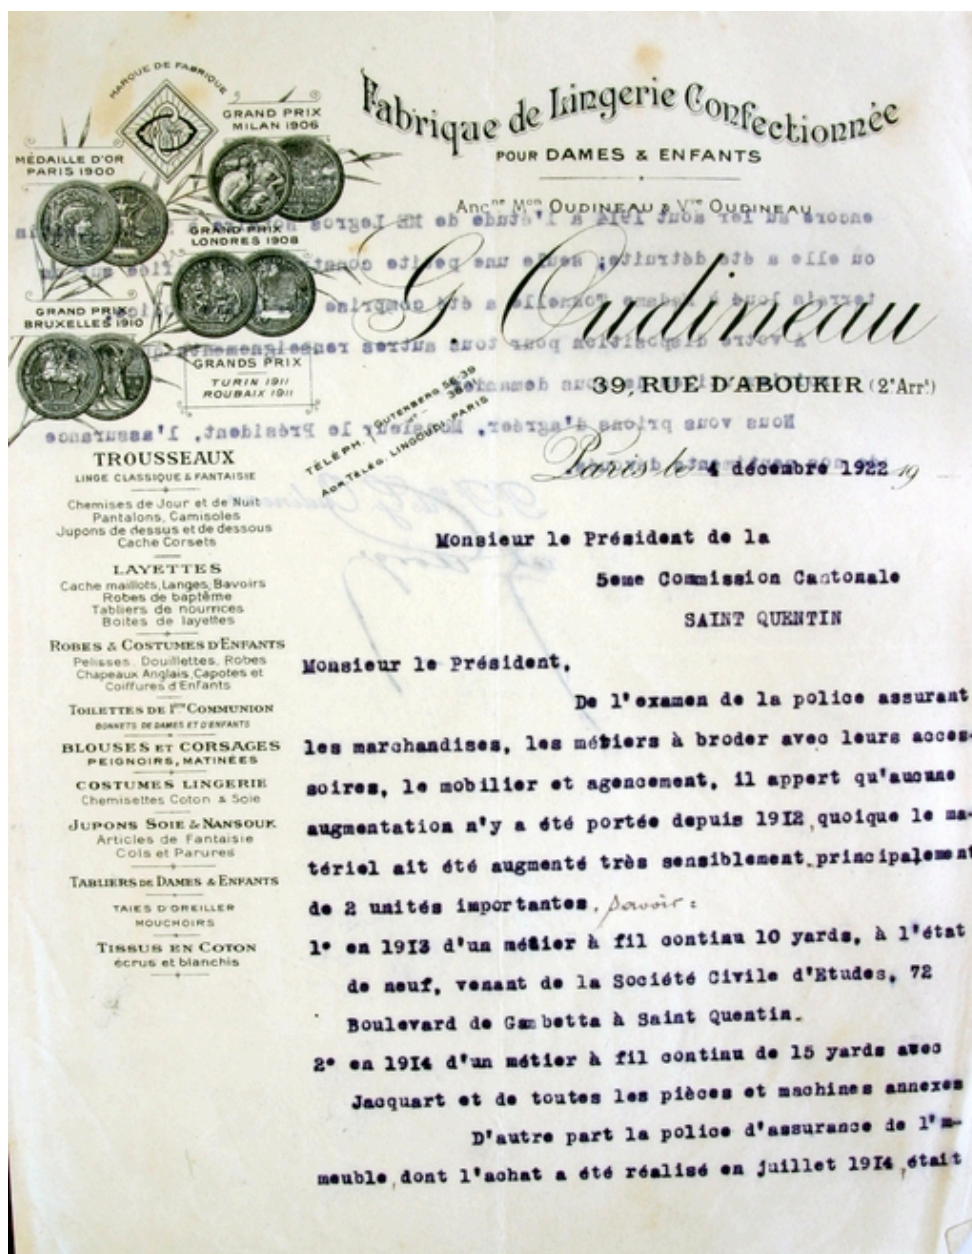 MARQUE DE FABRIQUE
GRAND PRIX
MILAN 1906
MÉDAILLE D'OR
PARIS 1900
GRAND PRIX
LONDRES 1908
GRAND PRIX
BRUXELLES 1910
GRANDS PRIX
TURIN 1911
ROUBAIX 1911
Fabrique de Lingerie Confectionnée
POUR DAMES & ENFANTS
Anc.ne M.on OUDINEAU & V.ve OUDINEAU
G. Oudineau
39, RUE D'ABOUKIR (2e Arrt)
TÉLÉPH. GUTENBERG 56-39
ADR TÉLÉG. LINGOUDI-PARIS
Paris le 4 décembre 1922 19
TROUSSEAUX
LINGE CLASSIQUE & FANTAISIE
Chemises de Jour et de Nuit
Pantalons, Camisoles
Jupons de dessus et de dessous
Cache Corsets
LAYETTES
Cache maillots, Langes, Bavoirs
Robes de baptême
Tabliers de nourrices
Boites de layettes
ROBES & COSTUMES D'ENFANTS
Pelisses, Douillettes, Robes
Chapeaux Anglais, Capotes et
Coiffures d'Enfants
TOILETTES DE 1ère COMMUNION
BONNETS DE DAMES ET D'ENFANTS
BLOUSES ET CORSAGES
PEIGNOIRS, MATINÉES
COSTUMES LINGERIE
Chemisettes Coton & Soie
JUPONS SOIE & NANSOUK
Articles de Fantaisie
Cols et Parures
TABLIERS DE DAMES & ENFANTS
TAIES D'OREILLER
MOUCHOIRS
TISSUS EN COTON
écrus et blanchis
Monsieur le Président de la
5eme Commission Cantonale
SAINT QUENTIN
Monsieur le Président,
De l'examen de la police assurant
les marchandises, les métiers à broder avec leurs acces-
soires, le mobilier et agencement, il appert qu'aucune
augmentation n'y a été portée depuis 1912, quoique le ma-
tériel ait été augmenté très sensiblement, principalement
de 2 unités importantes, savoir :
1° en 1913 d'un métier à fil continu 10 yards, à l'état
de neuf, venant de la Société Civile d'Etudes, 72
Boulevard de Gambetta à Saint Quentin.
2° en 1914 d'un métier à fil continu de 15 yards avec
Jacquart et de toutes les pièces et machines annexes
D'autre part la police d'assurance de l'm-
meuble, dont l'achat a été réalisé en juillet 1914, était